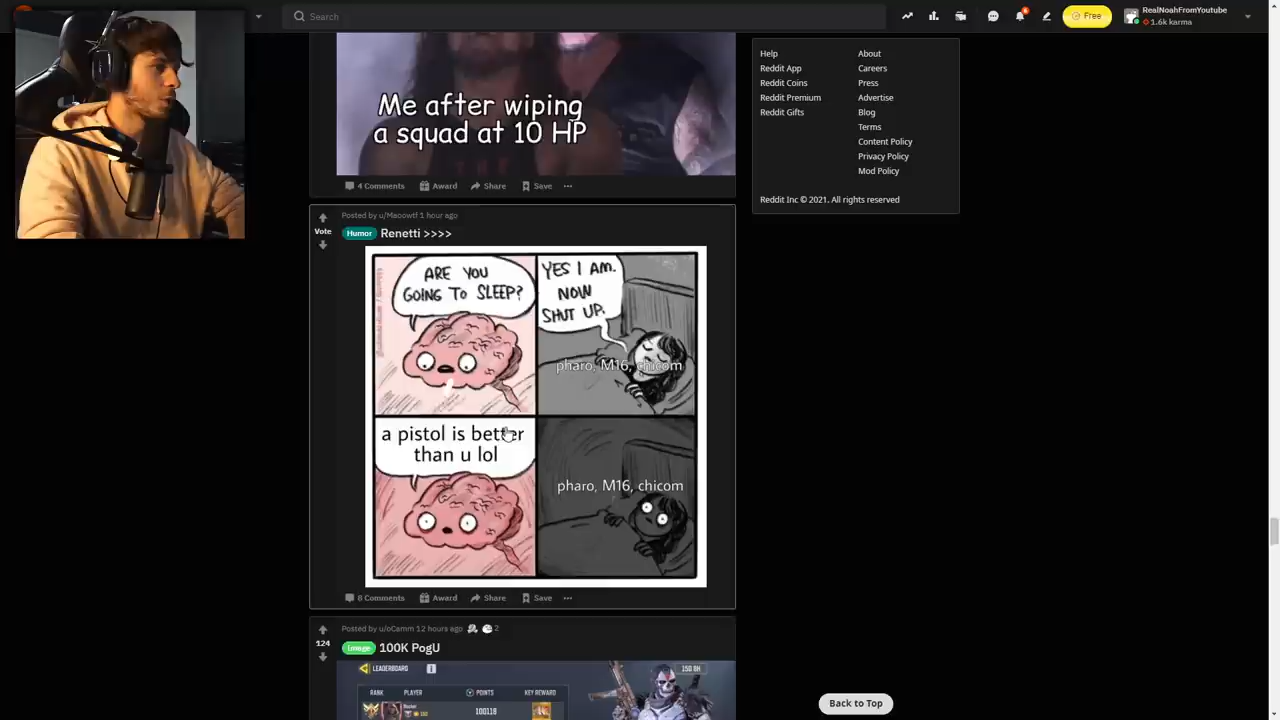 Search
6
Free
RealNoahFromYoutube
1.6k karma
Me after wiping
a squad at 10 HP
4 Comments
Award
Share
Save
Help
About
Reddit App
Careers
Reddit Coins
Press
Reddit Premium
Advertise
Reddit Gifts
Blog
Terms
Content Policy
Privacy Policy
Mod Policy
Reddit Inc © 2021. All rights reserved
Posted by u/Maoowtf 1 hour ago
Vote
Humor Renetti >>>>
ARE YOU
GOING TO SLEEP?
YES I AM.
NOW
SHUT UP.
pharo, M16, chicom
a pistol is better
than u lol
pharo, M16, chicom
8 Comments
Award
Share
Save
Posted by u/oCamm 12 hours ago 2
124
Image 100K PogU
LEADERBOARD
150.8H
RANK
PLAYER
POINTS
KEY REWARD
100118
Back to Top